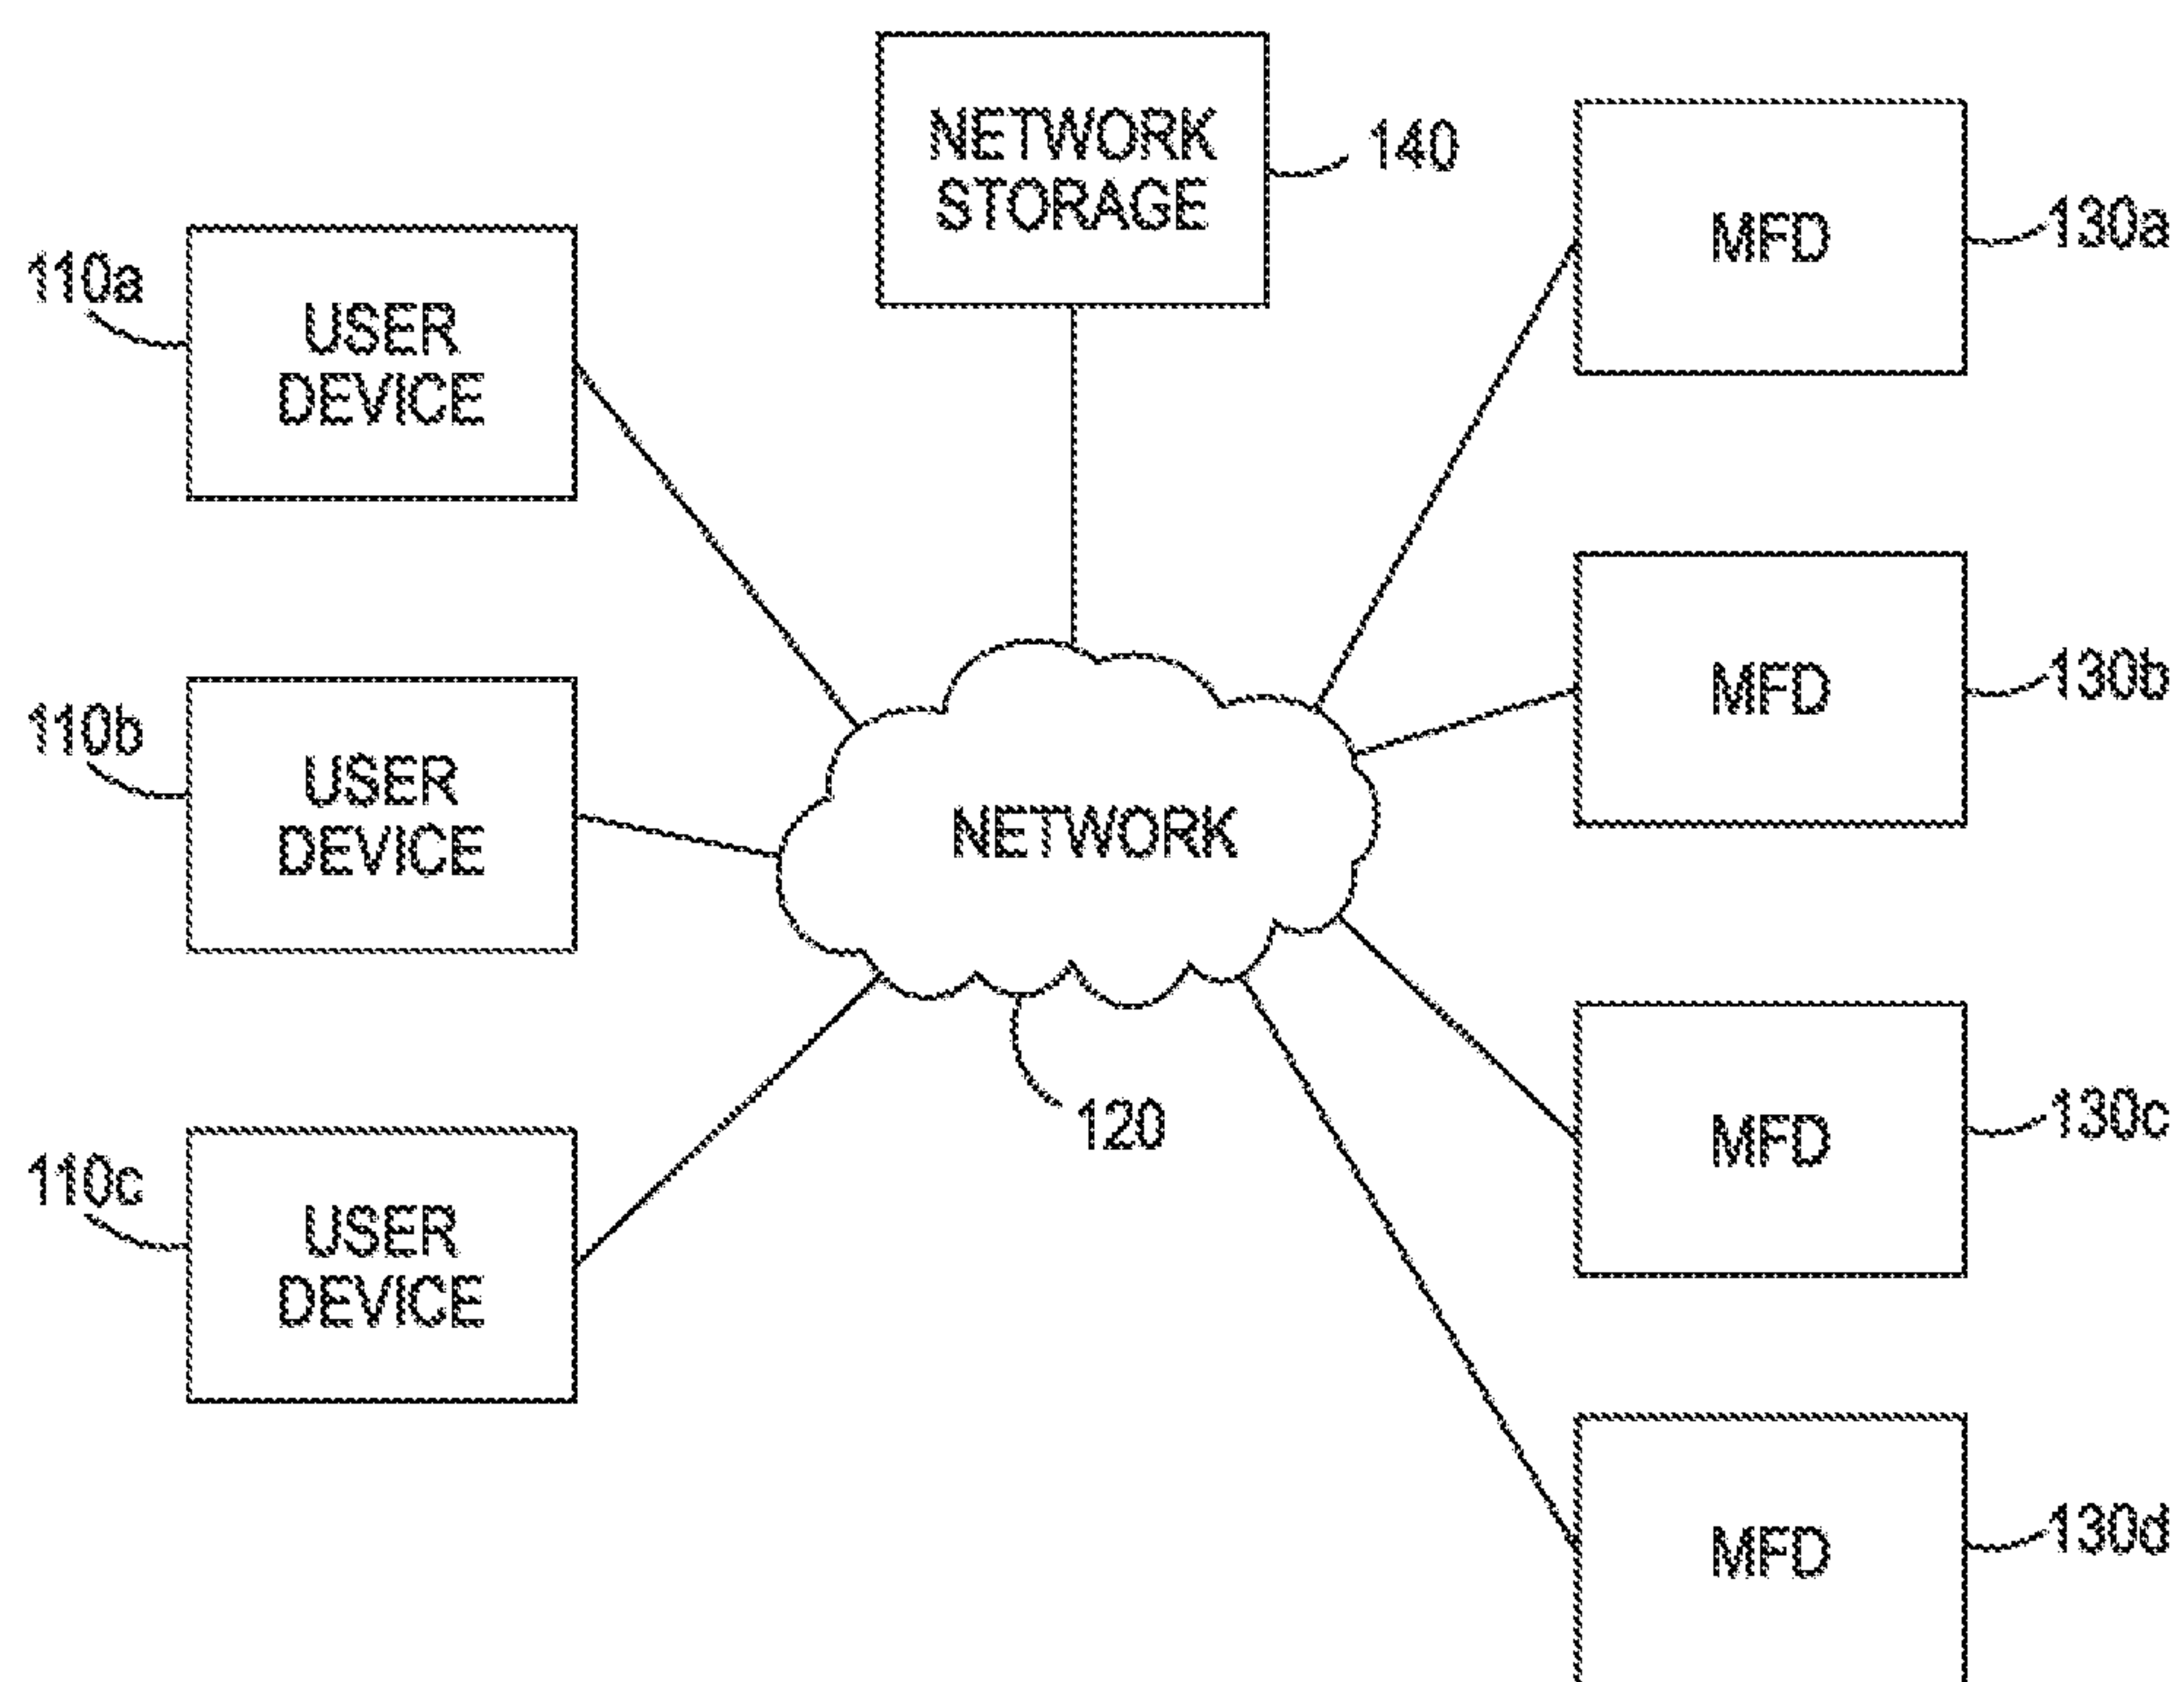 NETWORK
STORAGE
140
MFD
130a
110a
USER
DEVICE
MFD
130b
110b
USER
DEVICE
NETWORK
120
MFD
130c
110c
USER
DEVICE
MFD
130d